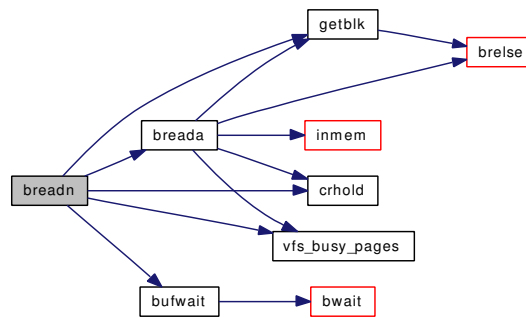 getblk
brelse
breada
inmem
breadn
crhold
vfs_busy_pages
bufwait
bwait